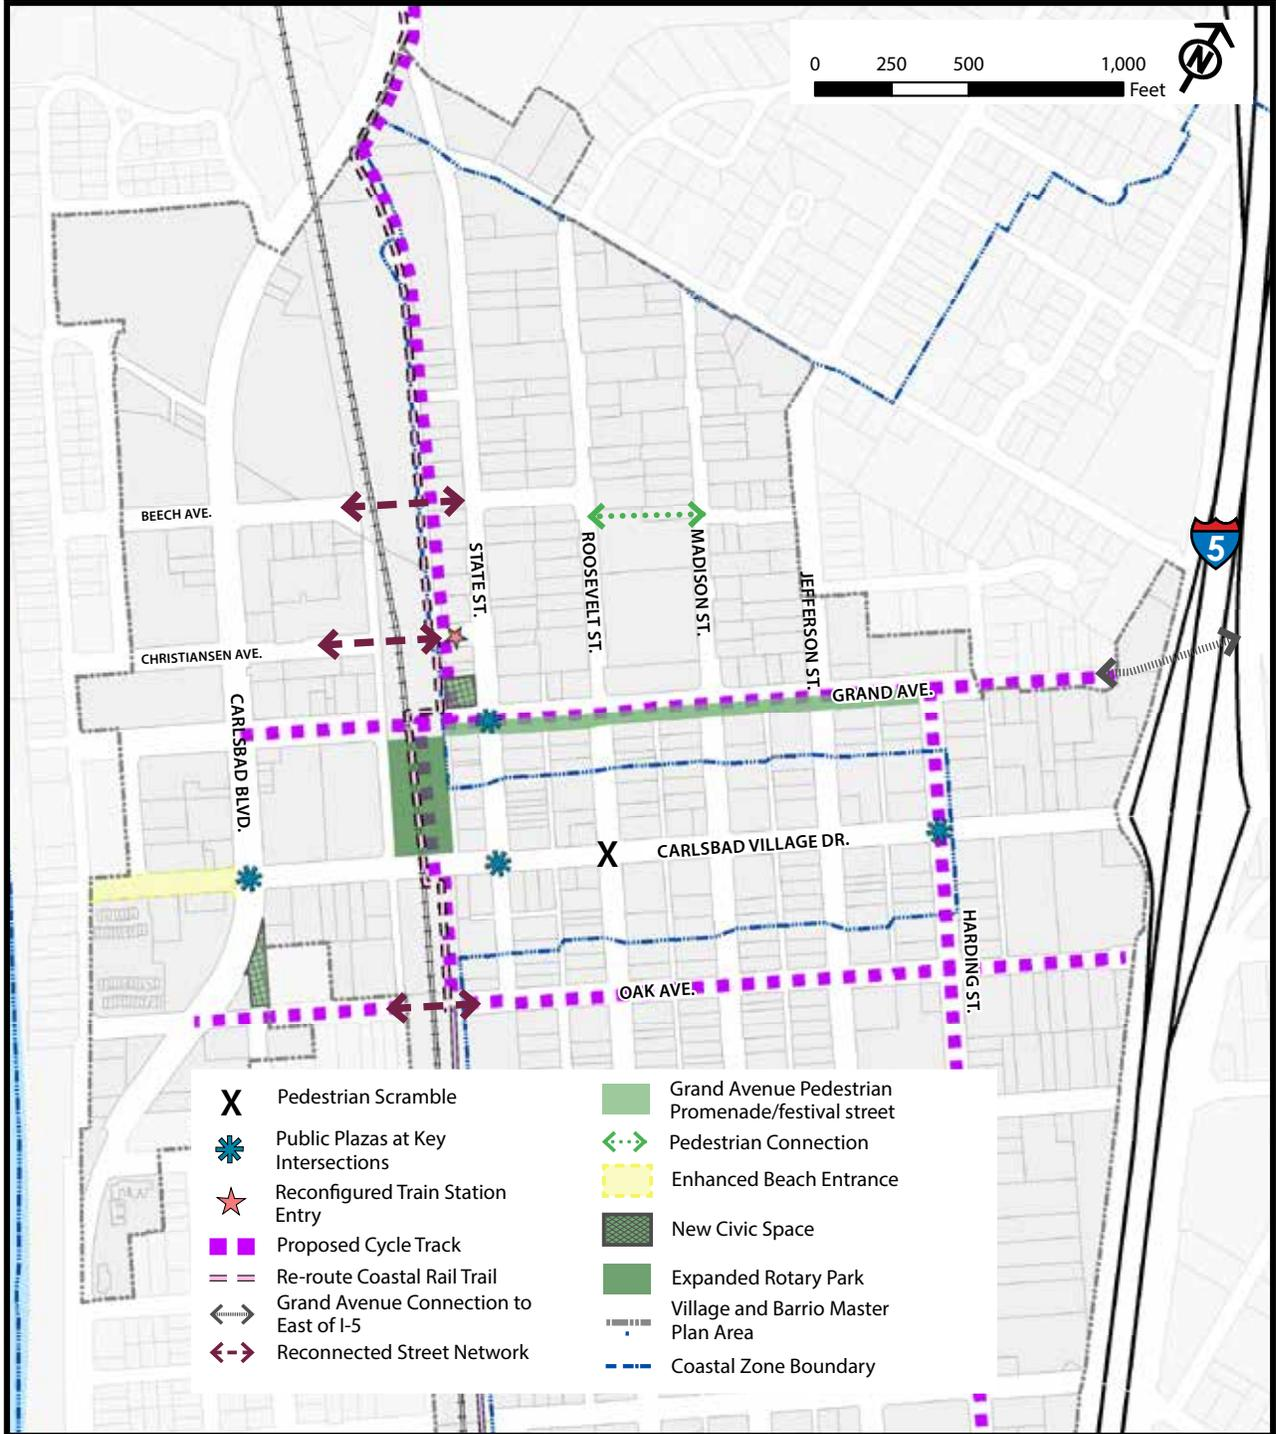 0 250 500 1,000
Feet
N
BEECH AVE.
STATE ST.
ROOSEVELT ST.
MADISON ST.
JEFFERSON ST.
5
CHRISTIANSEN AVE.
CARLSBAD BLVD.
GRAND AVE.
X
CARLSBAD VILLAGE DR.
HARDING ST.
OAK AVE.
X Pedestrian Scramble
Public Plazas at Key
Intersections
Reconfigured Train Station
Entry
Proposed Cycle Track
Re-route Coastal Rail Trail
Grand Avenue Connection to
East of I-5
Reconnected Street Network
Grand Avenue Pedestrian
Promenade/festival street
Pedestrian Connection
Enhanced Beach Entrance
New Civic Space
Expanded Rotary Park
Village and Barrio Master
Plan Area
Coastal Zone Boundary